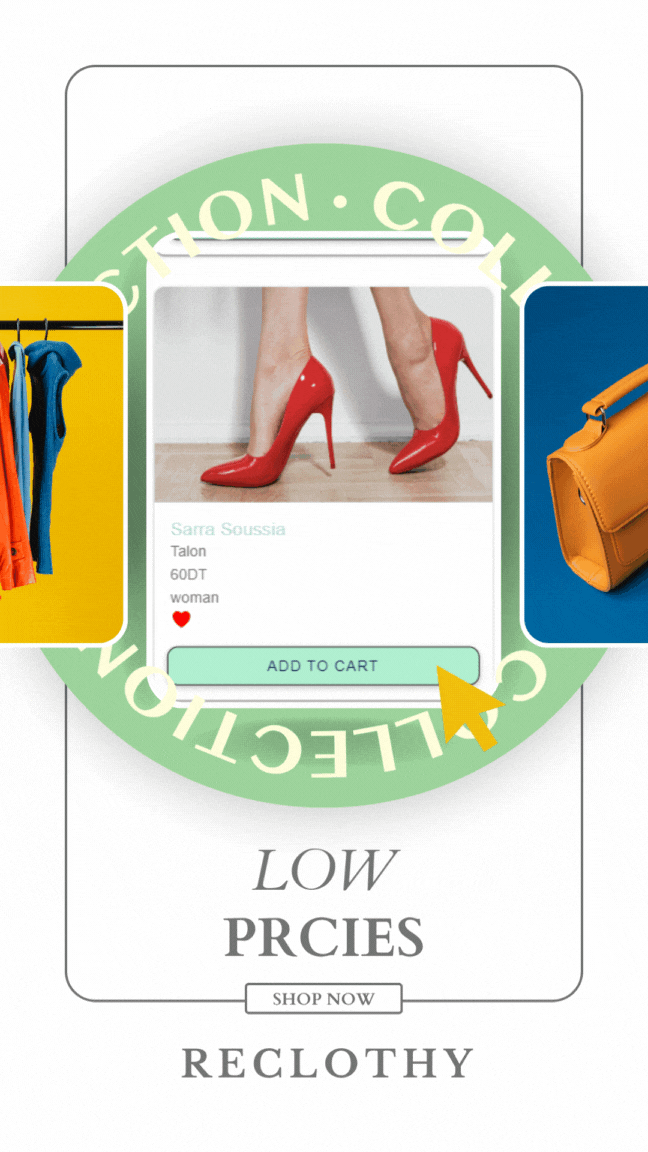 CTION • COLL
Sarra Soussia
Talon
60DT
woman
ADD TO CART
COLLECTION
LOW
PRCIES
SHOP NOW
RECLOTHY